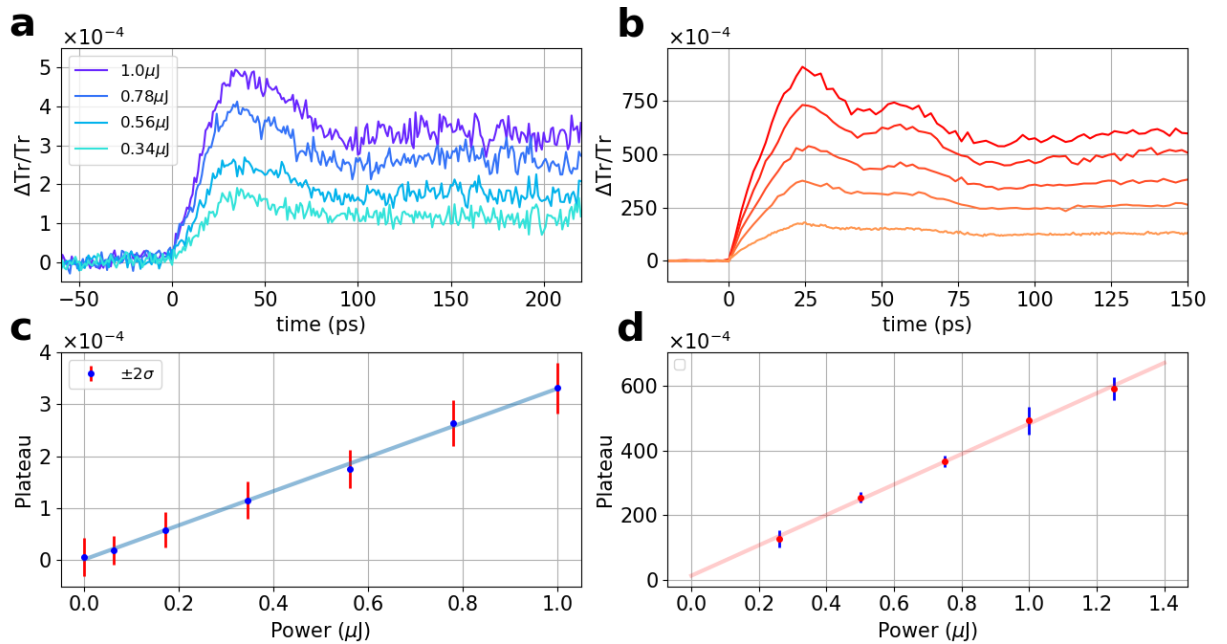 a
×10⁻⁴
5
4
3
2
1
0
ΔTr/Tr
1.0μJ
0.78μJ
0.56μJ
0.34μJ
−50 0 50 100 150 200
time (ps)
b
×10⁻⁴
750
500
250
0
ΔTr/Tr
0 25 50 75 100 125 150
time (ps)
c
×10⁻⁴
4
2
0
Plateau
±2σ
0.0 0.2 0.4 0.6 0.8 1.0
Power (μJ)
d
×10⁻⁴
600
400
200
0
Plateau
0.0 0.2 0.4 0.6 0.8 1.0 1.2 1.4
Power (μJ)